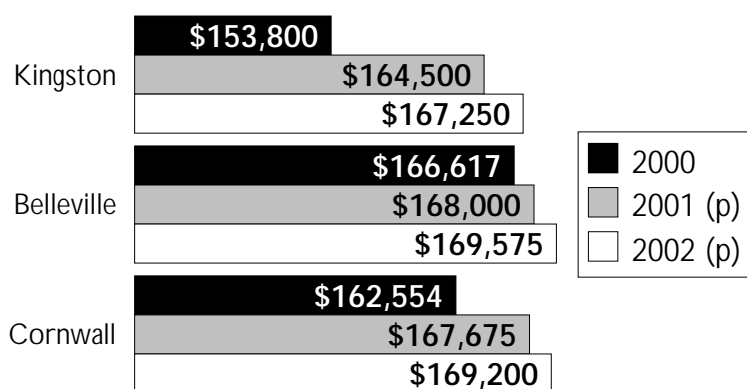 $153,800
Kingston
$164,500
$167,250
$166,617
Belleville
$168,000
$169,575
$162,554
Cornwall
$167,675
$169,200
2000
2001 (p)
2002 (p)